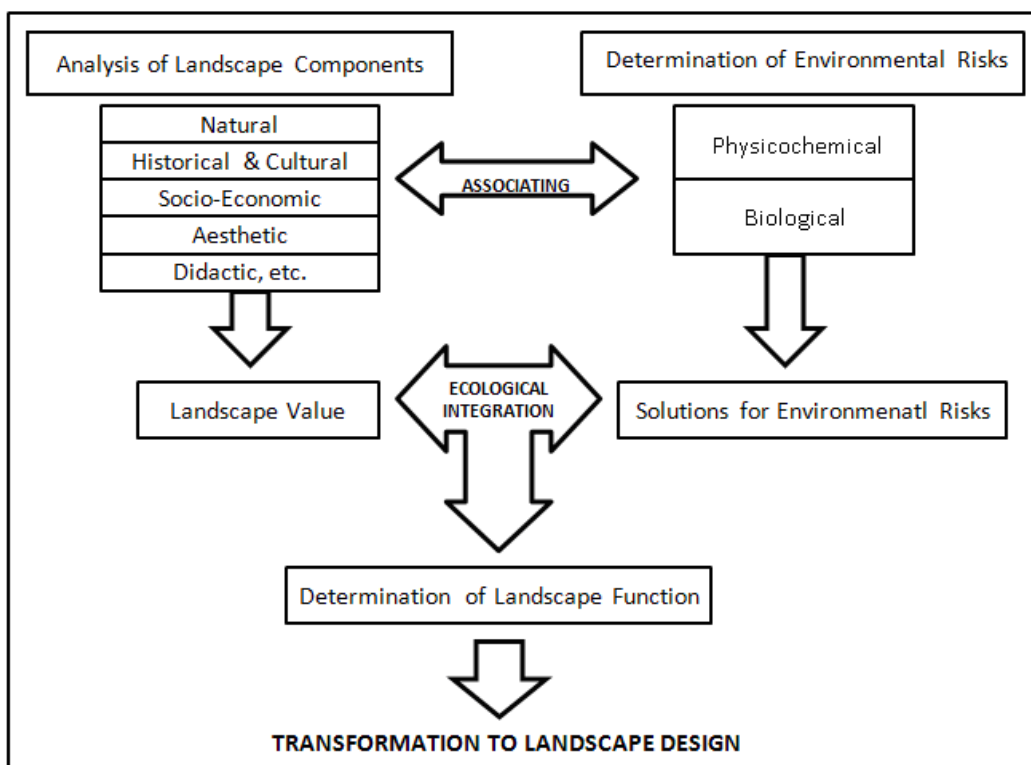 Analysis of Landscape Components
Natural
Historical & Cultural
Socio-Economic
Aesthetic
Didactic, etc.
Determination of Environmental Risks
Physicochemical
Biological
ASSOCIATING
Landscape Value
ECOLOGICAL
INTEGRATION
Solutions for Environmenatl Risks
Determination of Landscape Function
TRANSFORMATION TO LANDSCAPE DESIGN